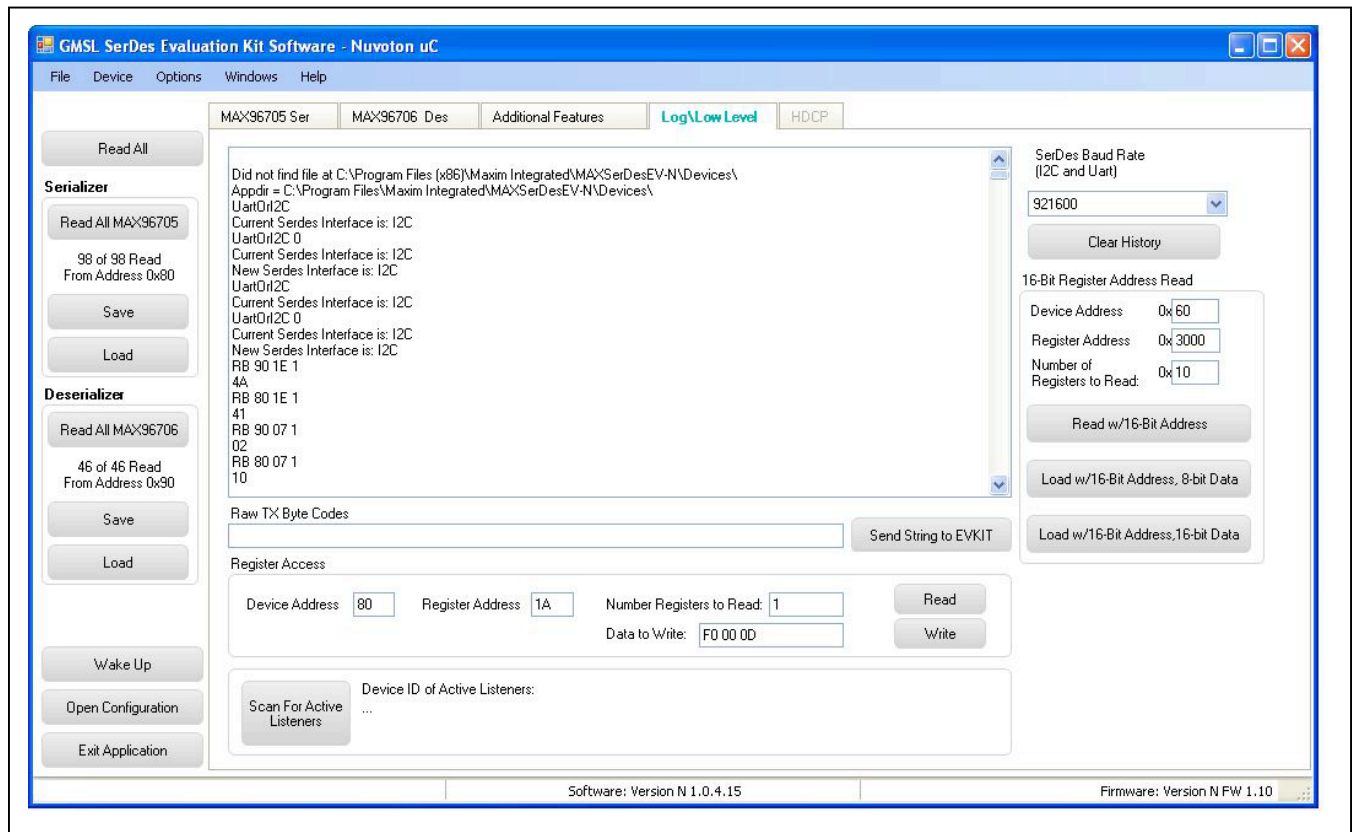 GMSL SerDes Evaluation Kit Software - Nuvoton uC
File Device Options Windows Help
MAX96705 Ser MAX96706 Des Additional Features Log\Low Level HDCP
Read All
Serializer
Read All MAX96705
98 of 98 Read
From Address 0x80
Save
Load
Deserializer
Read All MAX96706
46 of 46 Read
From Address 0x90
Save
Load
Wake Up
Open Configuration
Exit Application
Did not find file at C:\Program Files (x86)\Maxim Integrated\MAXSerDesEV-N\Devices\
Appdir = C:\Program Files\Maxim Integrated\MAXSerDesEV-N\Devices\
UartOrI2C
Current Serdes Interface is: I2C
UartOrI2C 0
Current Serdes Interface is: I2C
New Serdes Interface is: I2C
UartOrI2C
Current Serdes Interface is: I2C
UartOrI2C 0
Current Serdes Interface is: I2C
New Serdes Interface is: I2C
RB 90 1E 1
4A
RB 80 1E 1
41
RB 90 07 1
02
RB 80 07 1
10
Raw TX Byte Codes
Send String to EVKIT
Register Access
Device Address 80 Register Address 1A Number Registers to Read: 1 Read
Data to Write: F0 00 0D Write
Scan For Active
Listeners
Device ID of Active Listeners:
...
SerDes Baud Rate
(I2C and Uart)
921600
Clear History
16-Bit Register Address Read
Device Address 0x 60
Register Address 0x 3000
Number of
Registers to Read: 0x 10
Read w/16-Bit Address
Load w/16-Bit Address, 8-bit Data
Load w/16-Bit Address,16-bit Data
Software: Version N 1.0.4.15 Firmware: Version N FW 1.10